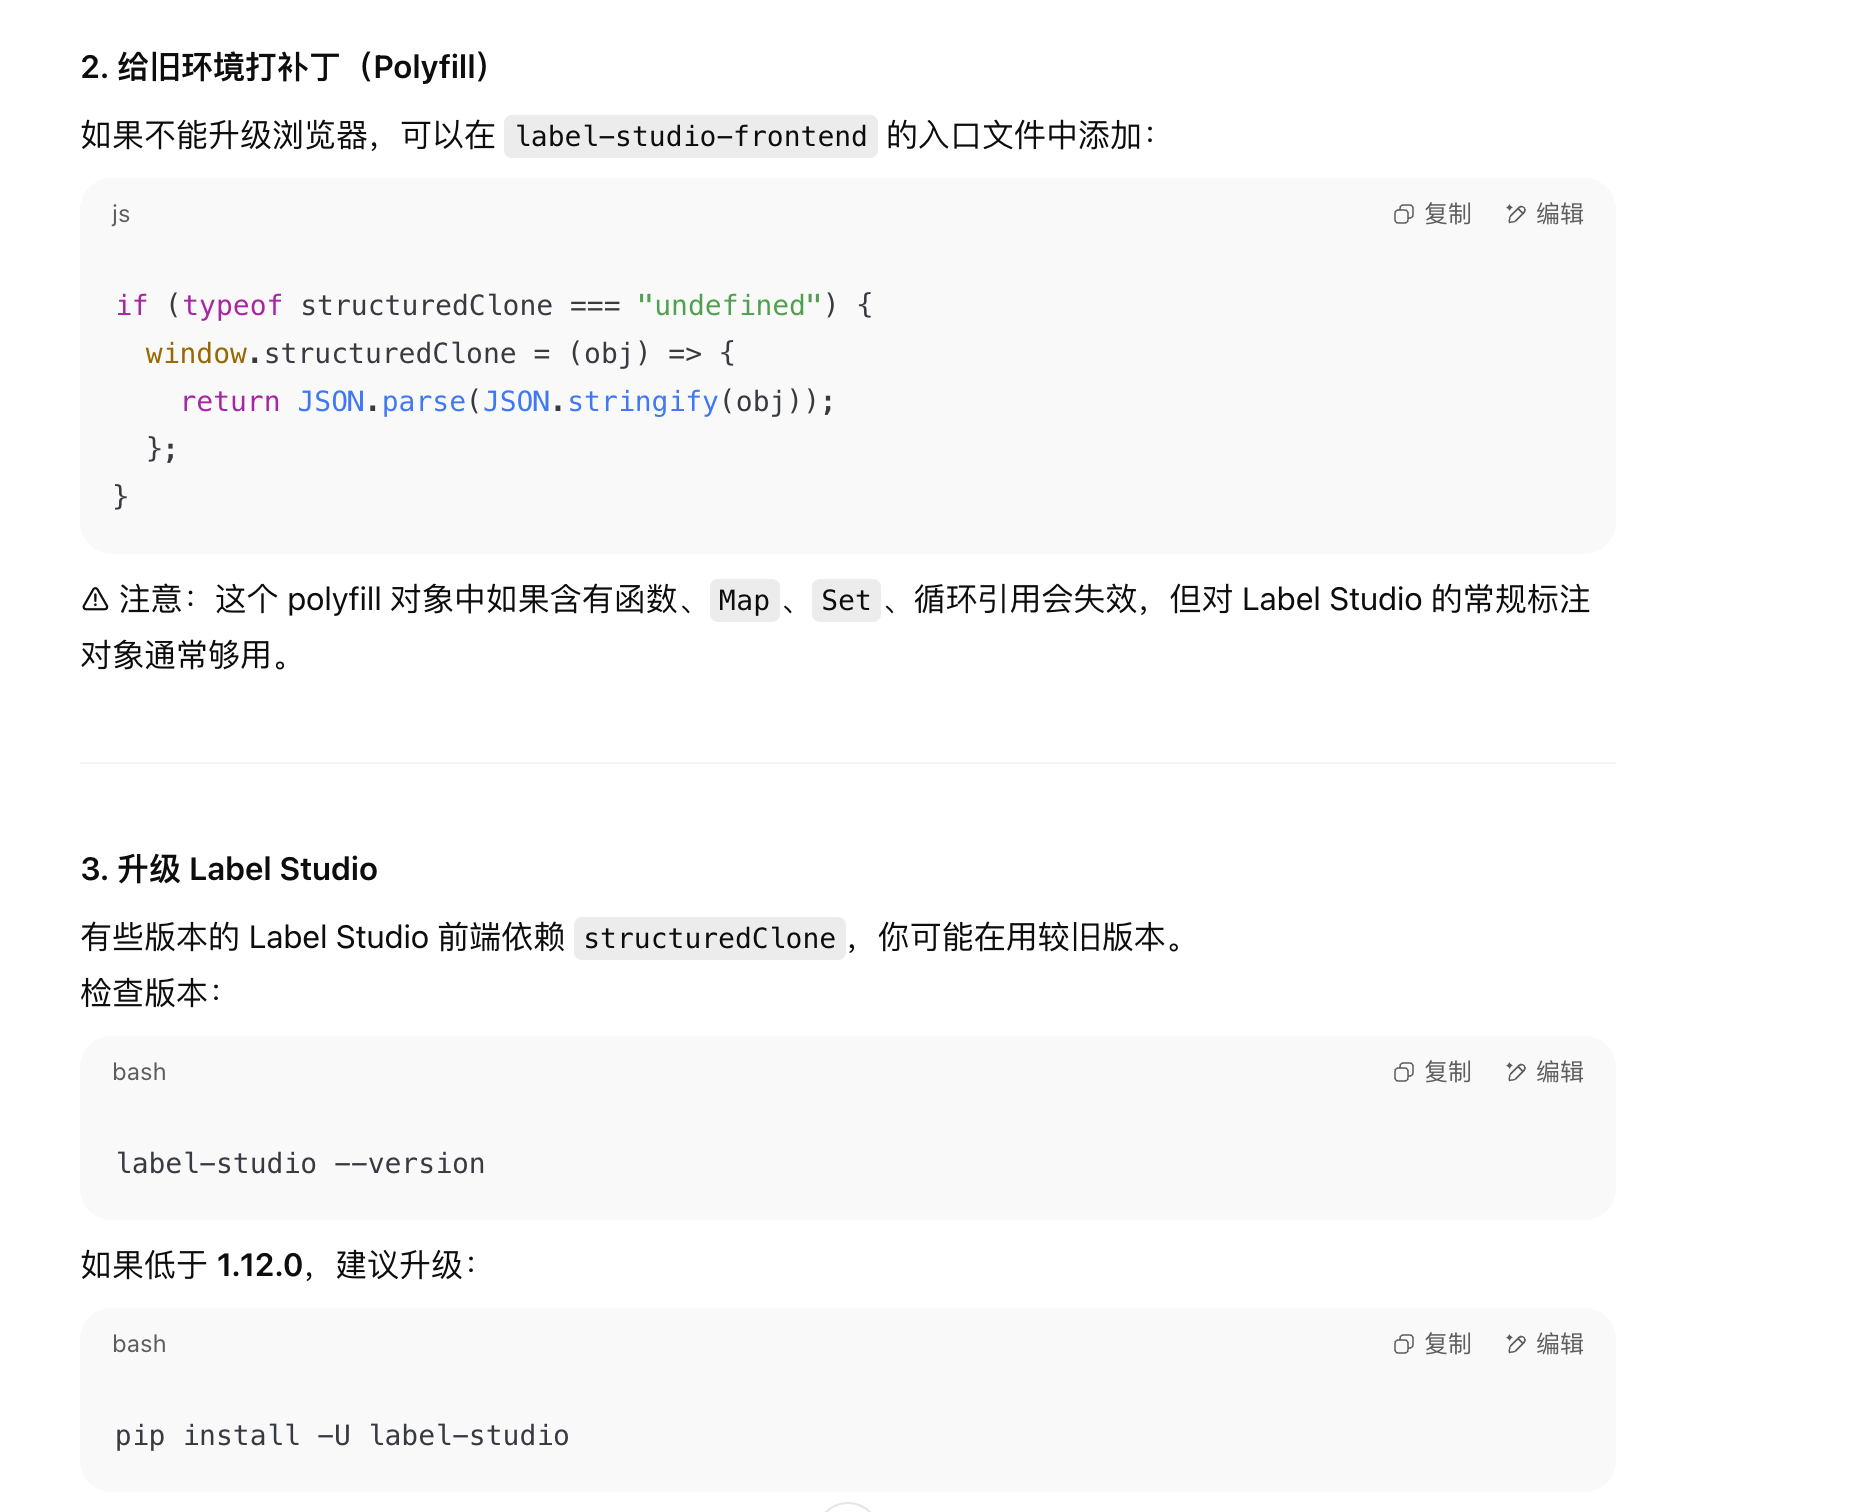 2. 给旧环境打补丁（Polyfill）
如果不能升级浏览器，可以在 label-studio-frontend 的入口文件中添加：
js
复制
编辑
if (typeof structuredClone === "undefined") {
  window.structuredClone = (obj) => {
    return JSON.parse(JSON.stringify(obj));
  };
}
⚠ 注意：这个 polyfill 对象中如果含有函数、Map、Set、循环引用会失效，但对 Label Studio 的常规标注
对象通常够用。
3. 升级 Label Studio
有些版本的 Label Studio 前端依赖 structuredClone，你可能在用较旧版本。
检查版本：
bash
复制
编辑
label-studio --version
如果低于 1.12.0，建议升级：
bash
复制
编辑
pip install -U label-studio